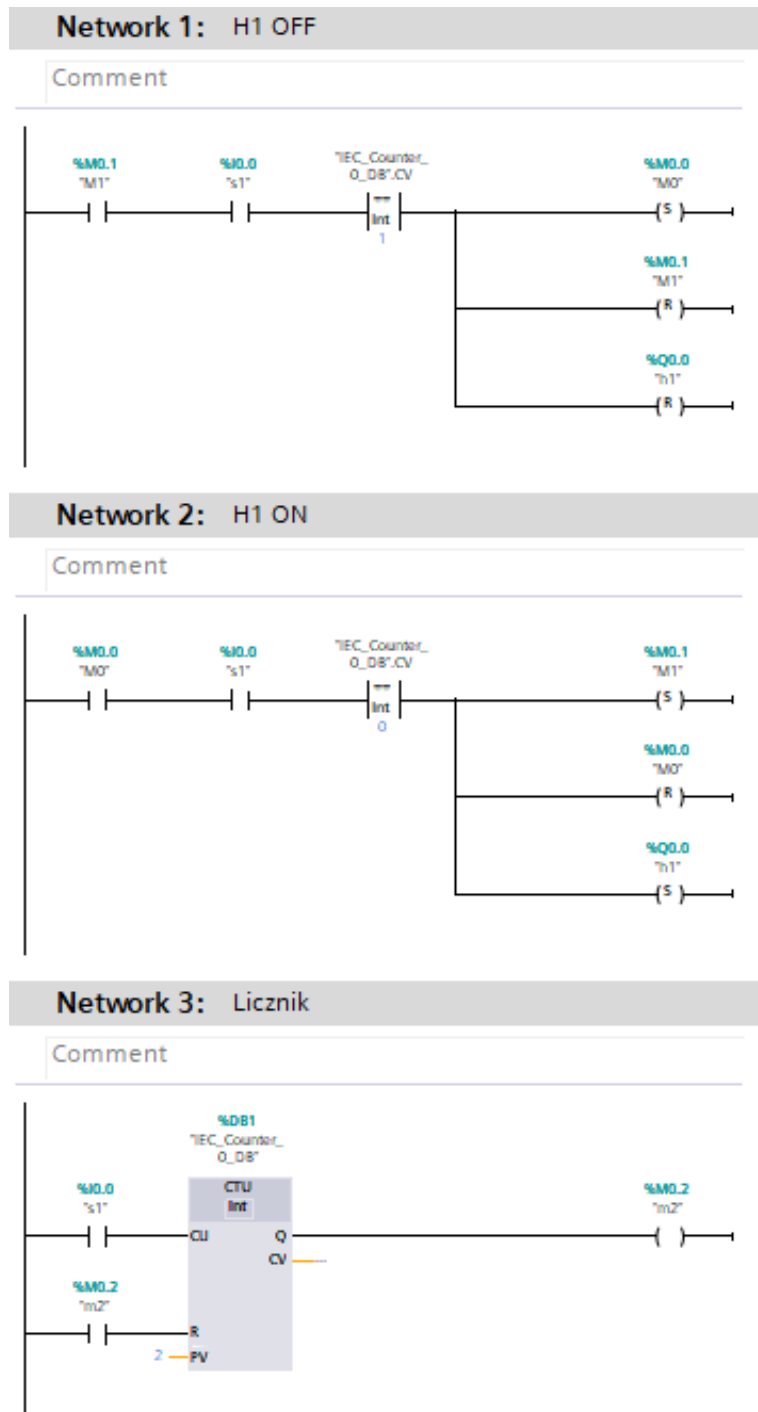 Network 1: H1 OFF
Comment
%M0.1 %I0.0 "IEC_Counter_ %M0.0
"M1" "s1" 0_DB".CV "M0"
== S
Int
1
%M0.1
"M1"
R
%Q0.0
"h1"
R
Network 2: H1 ON
Comment
%M0.0 %I0.0 "IEC_Counter_ %M0.1
"M0" "s1" 0_DB".CV "M1"
== S
Int
0
%M0.0
"M0"
R
%Q0.0
"h1"
S
Network 3: Licznik
Comment
%DB1
"IEC_Counter_
0_DB"
%I0.0 CTU %M0.2
"s1" Int "m2"
CU Q
CV ---
%M0.2
"m2"
R
2 PV